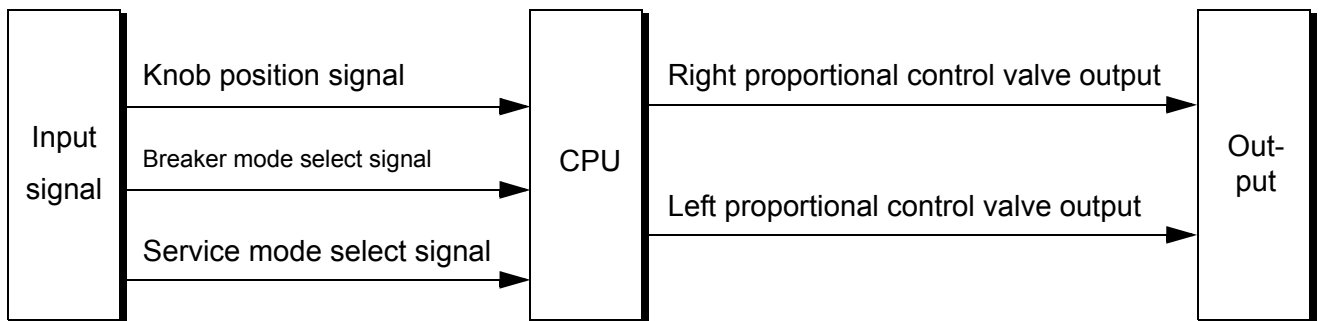 Input
signal
Knob position signal
Breaker mode select signal
Service mode select signal
CPU
Right proportional control valve output
Left proportional control valve output
Out-
put